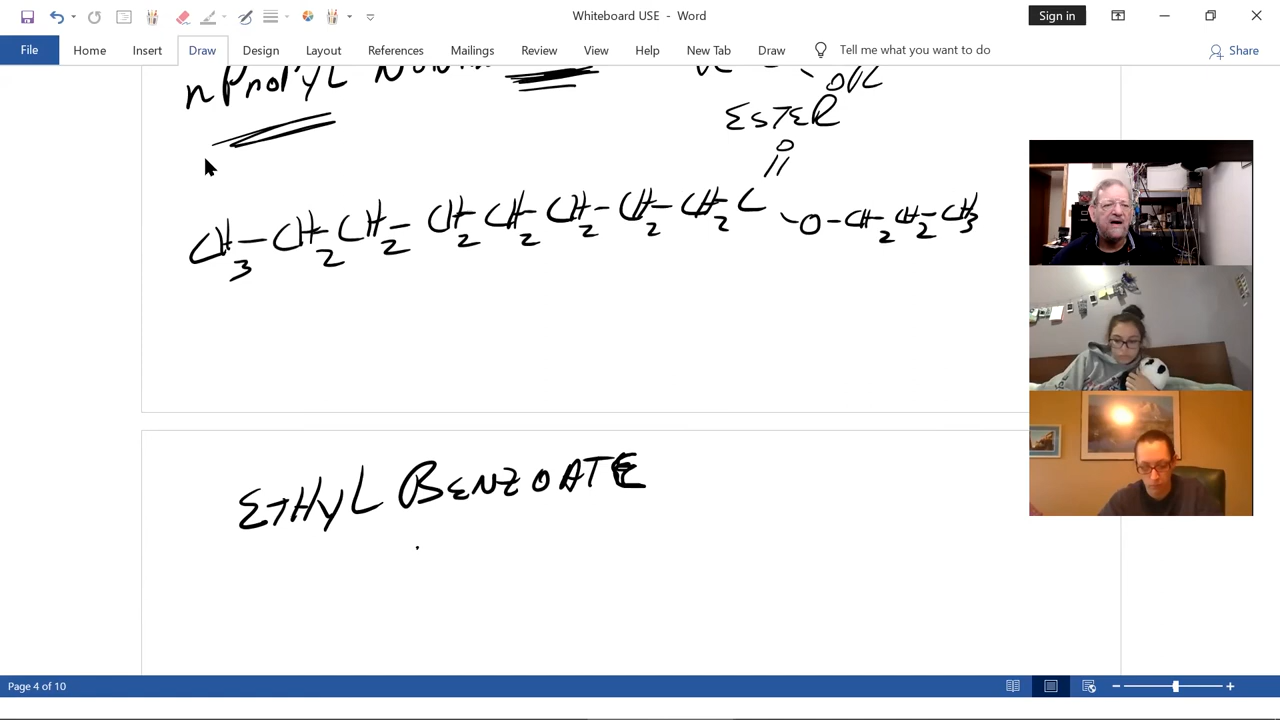 Whiteboard USE - Word
Sign in
File Home Insert Draw Design Layout References Mailings Review View Help New Tab Draw Tell me what you want to do Share
nPropyL
ESTER
O
CH3-CH2CH2-CH2CH2CH2-CH2-CH2C-O-CH2CH2-CH3
ETHYL BENZOATE
Page 4 of 10